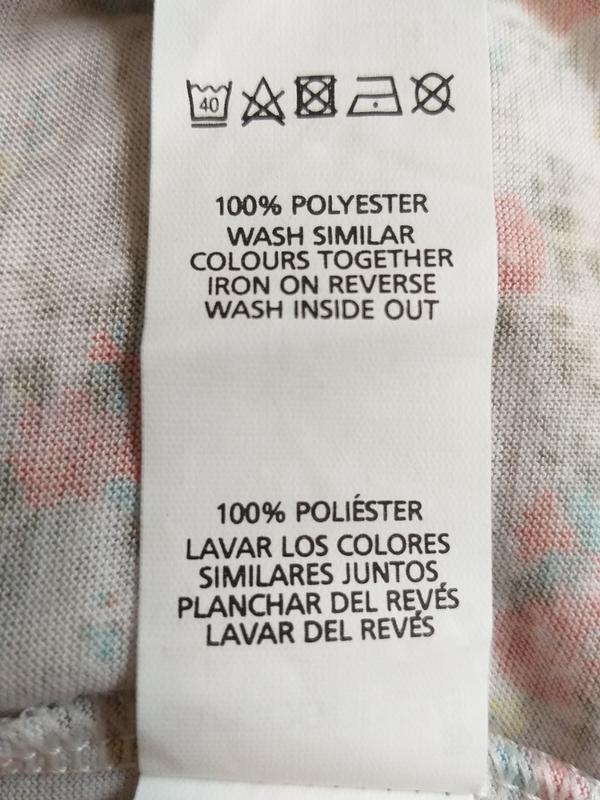 40
100% POLYESTER
WASH SIMILAR
COLOURS TOGETHER
IRON ON REVERSE
WASH INSIDE OUT
100% POLIÉSTER
LAVAR LOS COLORES
SIMILARES JUNTOS,
PLANCHAR DEL REVÉS
LAVAR DEL REVÉS